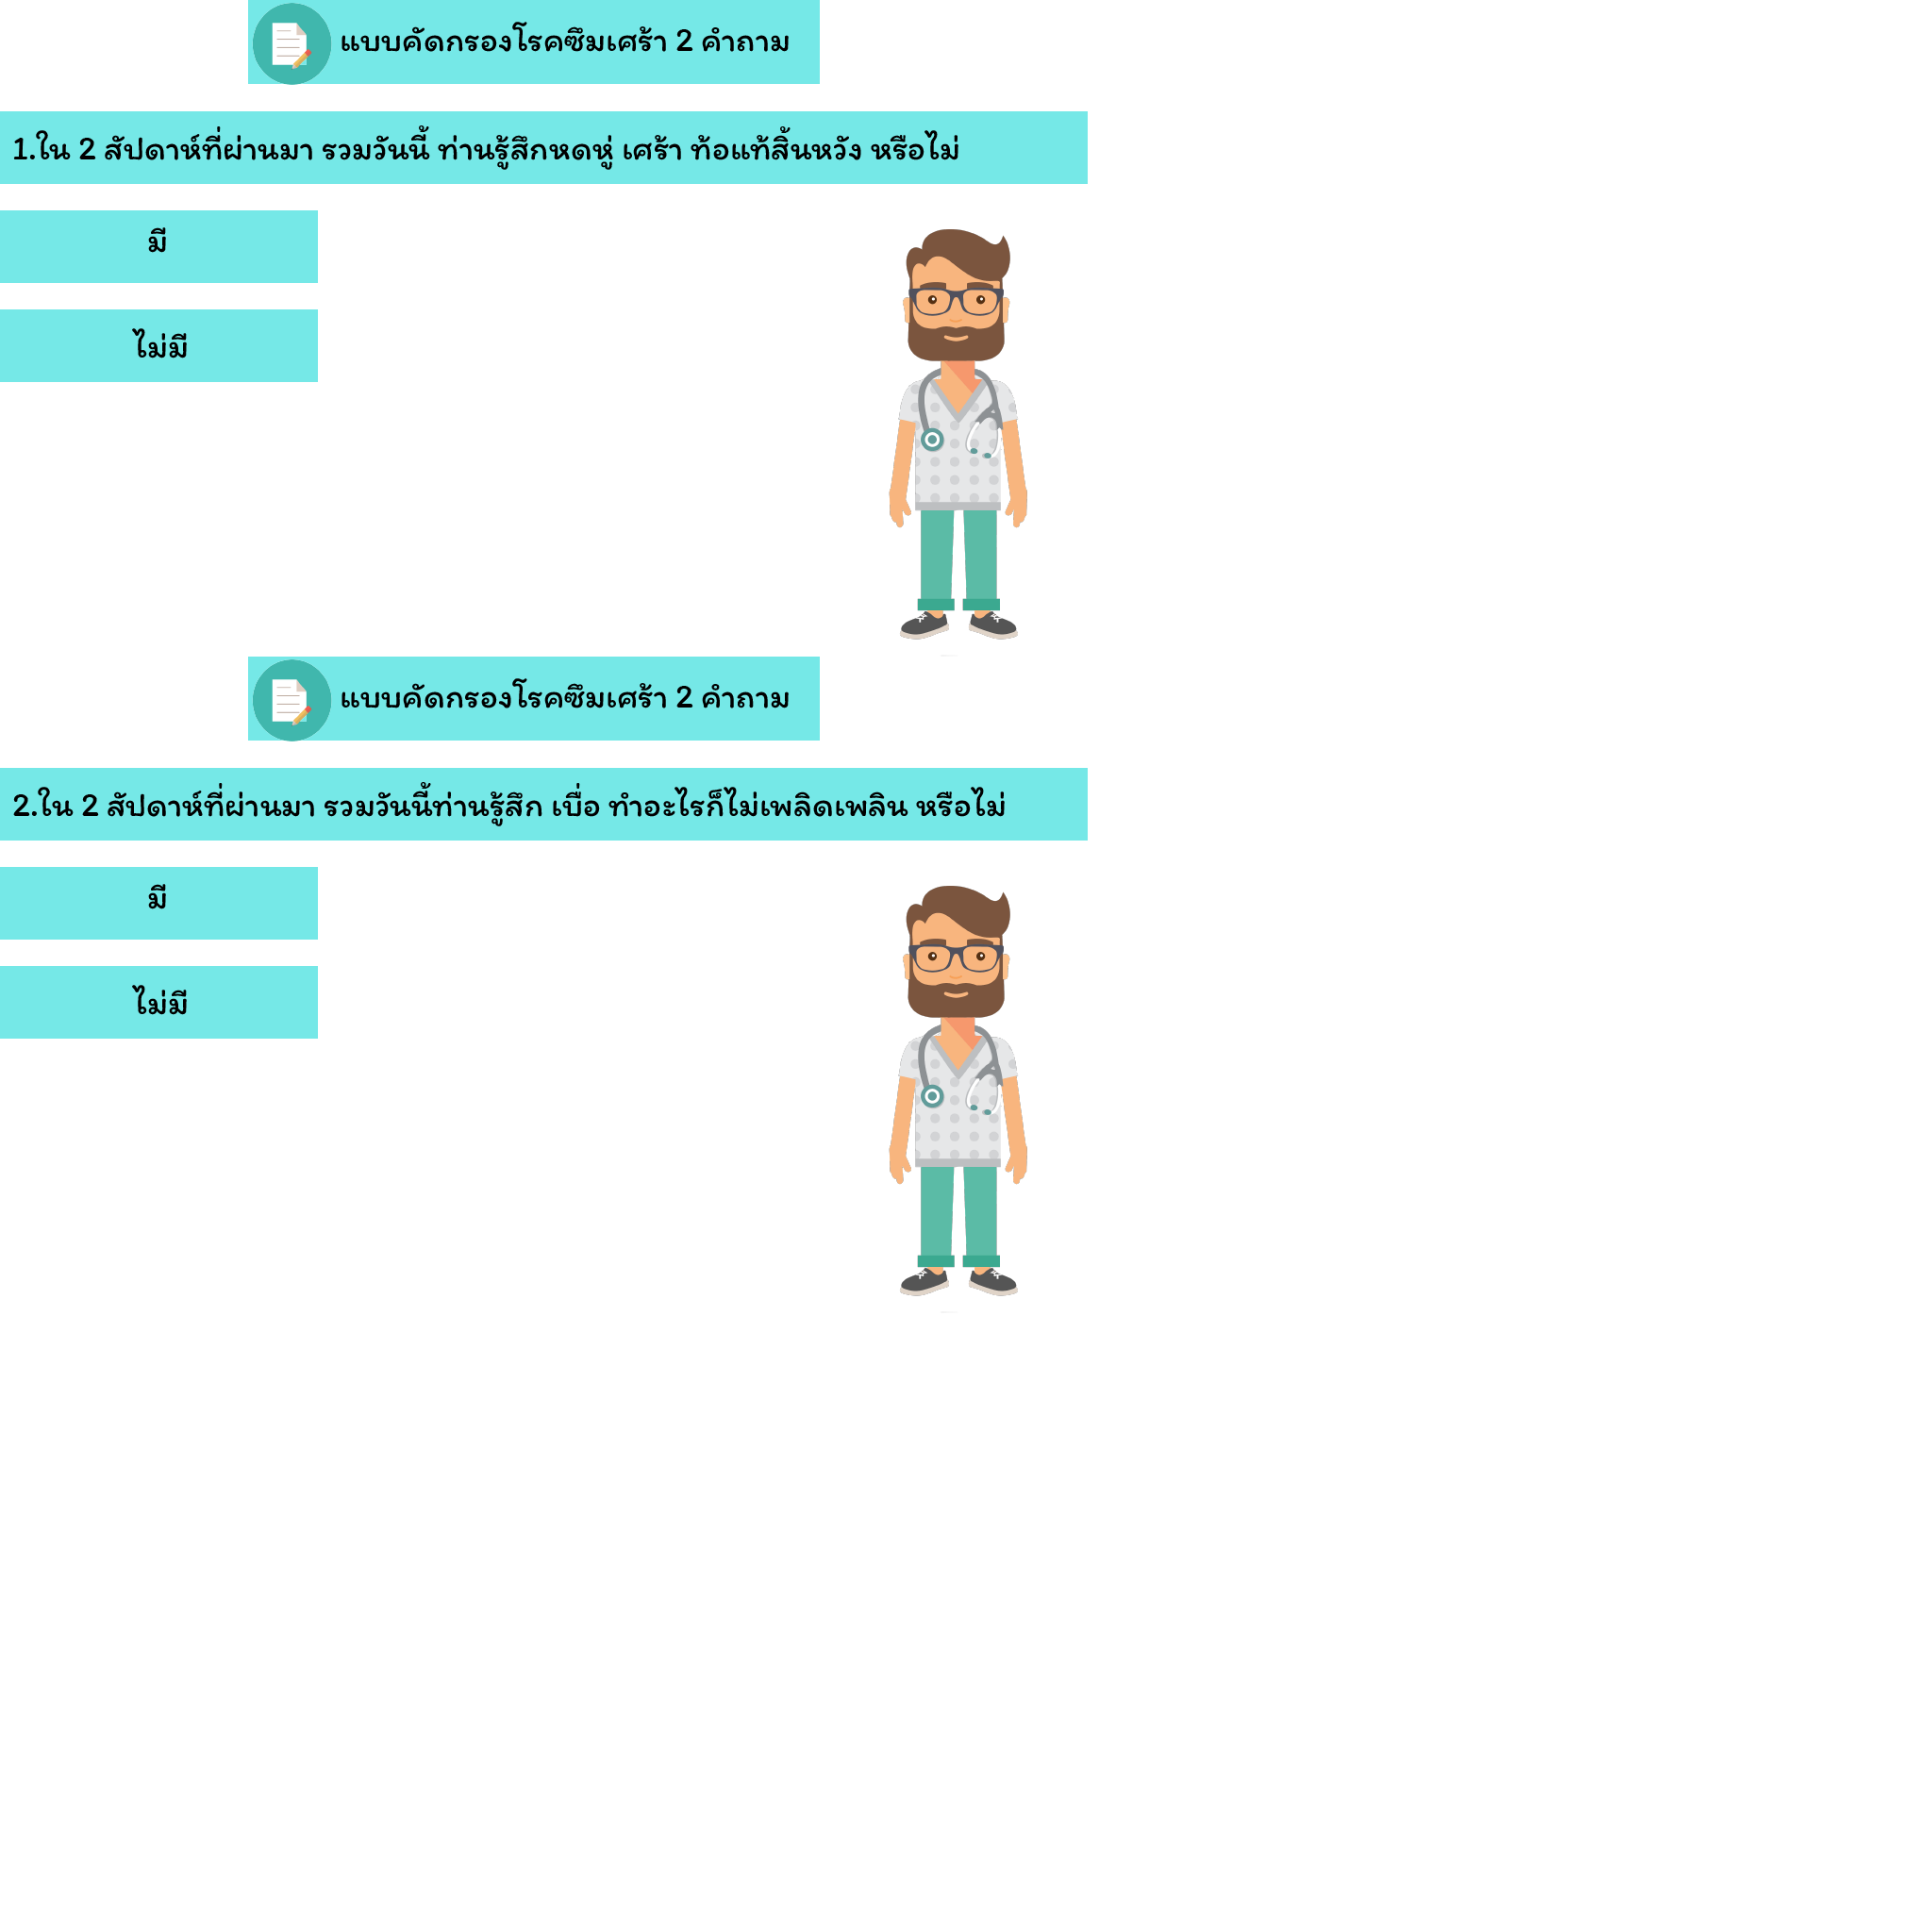 แบบคัดกรองโรคซึมเศร้า 2 คำถาม
1.ใน 2 สัปดาห์ที่ผ่านมา รวมวันนี้ ท่านรู้สึกหดหู่ เศร้า ท้อแท้สิ้นหวัง หรือไม่
มี
ไม่มี
แบบคัดกรองโรคซึมเศร้า 2 คำถาม
2.ใน 2 สัปดาห์ที่ผ่านมา รวมวันนี้ท่านรู้สึก เบื่อ ทำอะไรก็ไม่เพลิดเพลิน หรือไม่
มี
ไม่มี